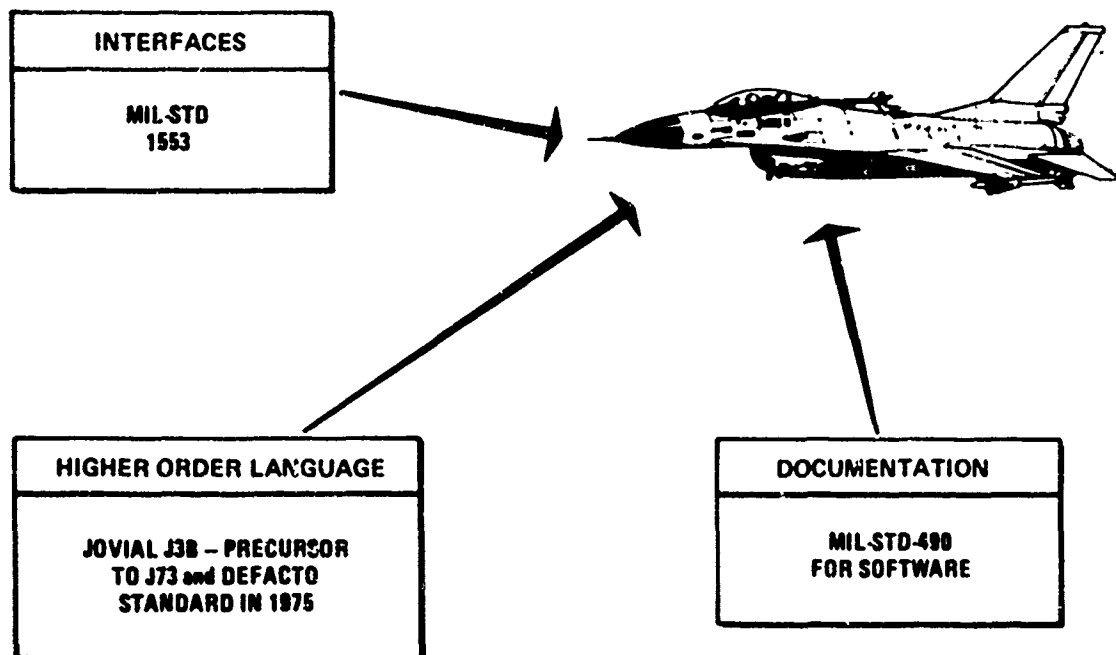 INTERFACES
MIL-STD
1553
HIGHER ORDER LANGUAGE
JOVIAL J3B – PRECURSOR
TO J73 and DEFACTO
STANDARD IN 1975
DOCUMENTATION
MIL-STD-490
FOR SOFTWARE